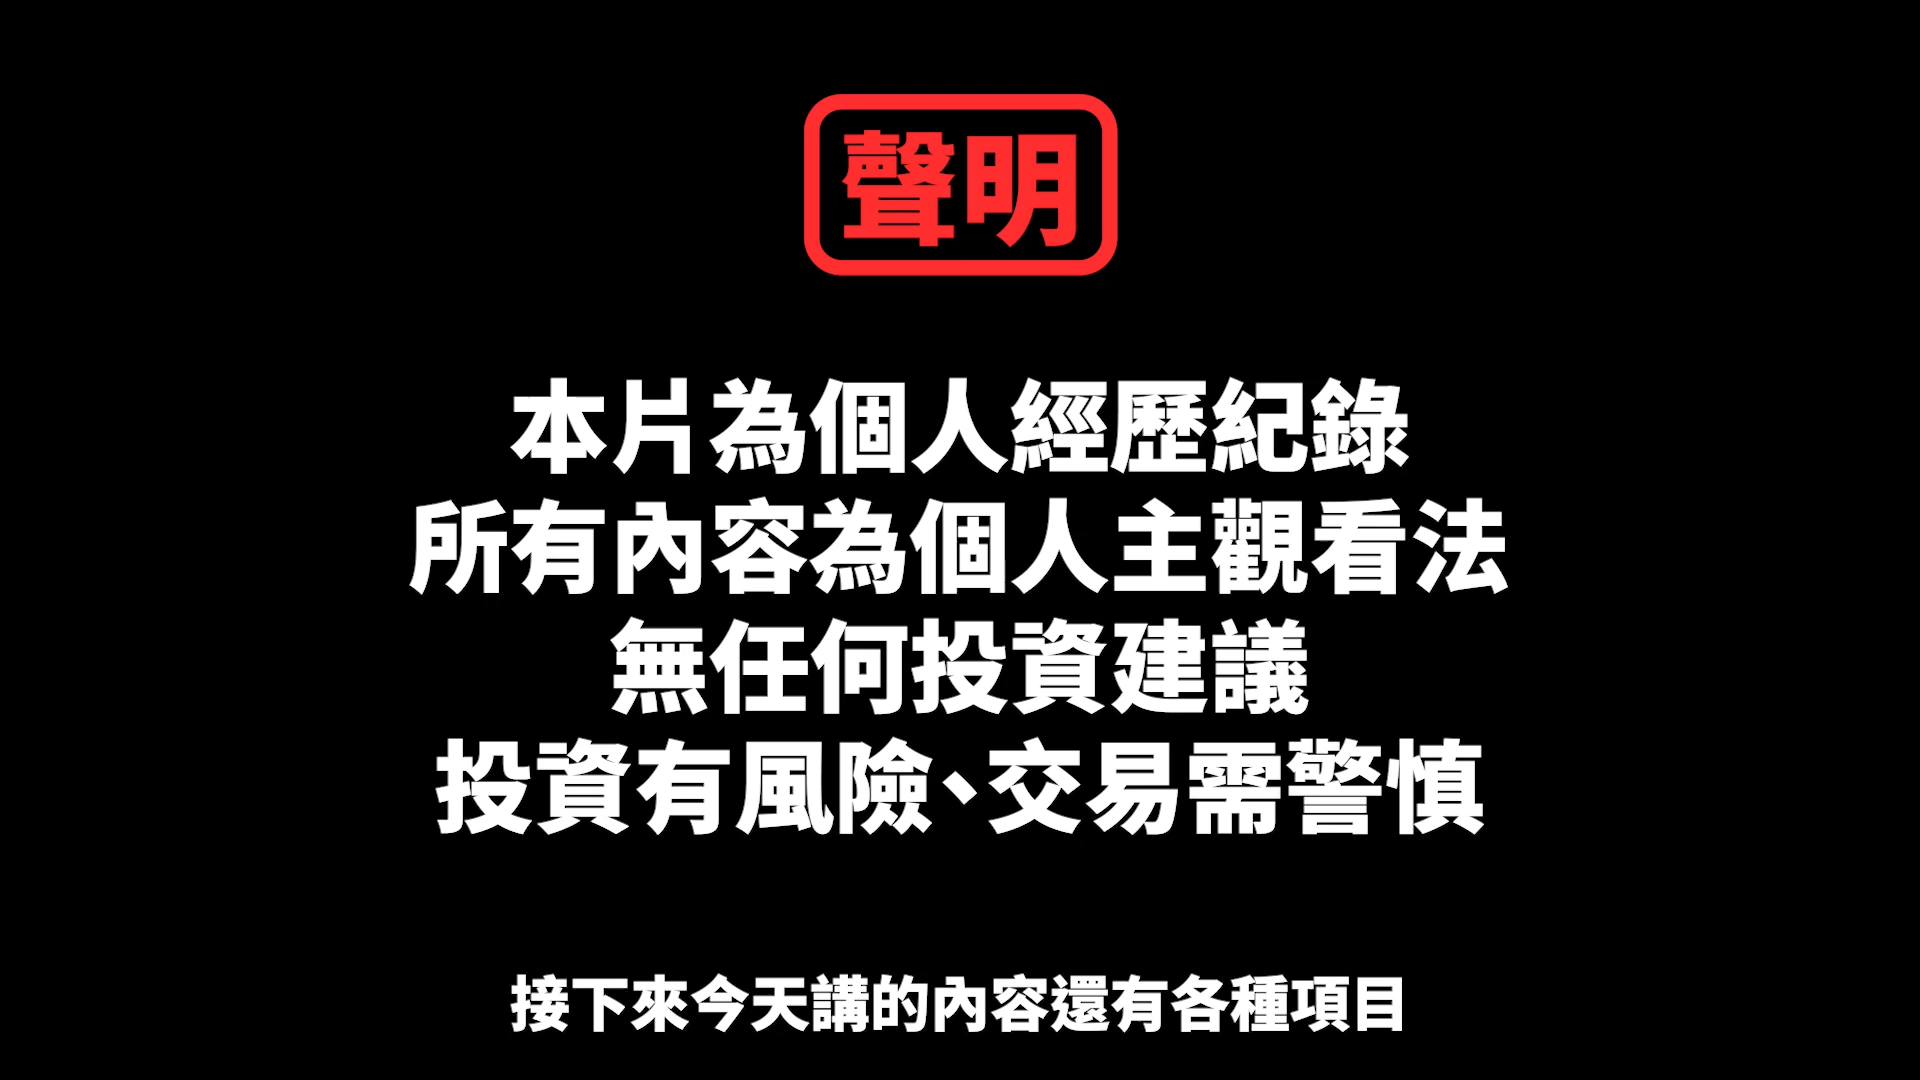 聲明
本片為個人經歷紀錄
所有內容為個人主觀看法
無任何投資建議
投資有風險、交易需警慎
接下來今天講的內容還有各種項目